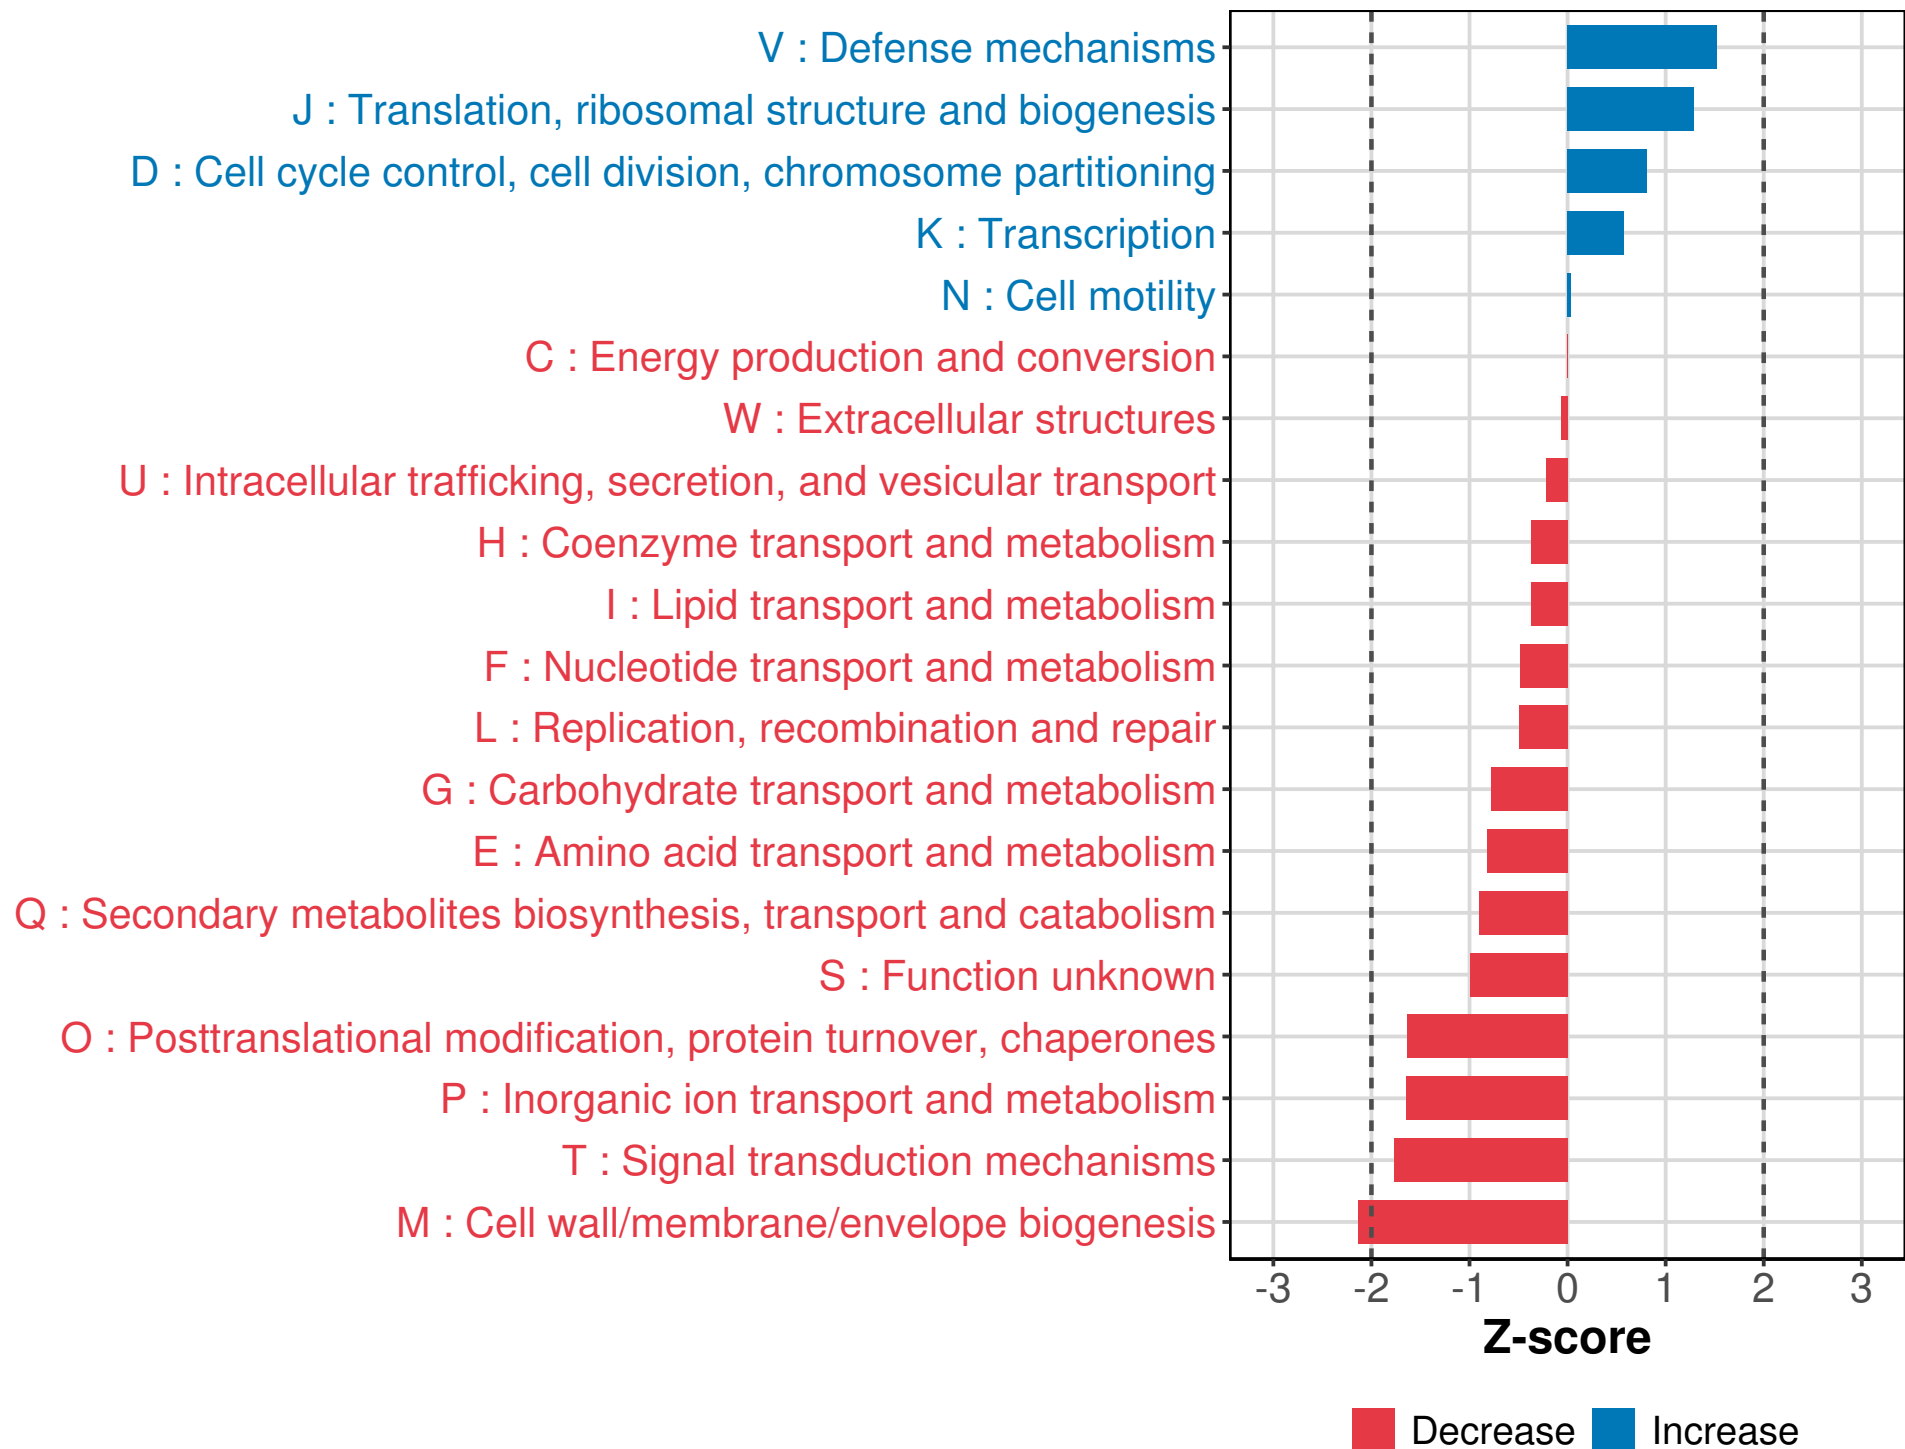 V : Defense mechanisms
J : Translation, ribosomal structure and biogenesis
D : Cell cycle control, cell division, chromosome partitioning
K : Transcription
N : Cell motility
C : Energy production and conversion
W : Extracellular structures
U : Intracellular trafficking, secretion, and vesicular transport
H : Coenzyme transport and metabolism
I : Lipid transport and metabolism
F : Nucleotide transport and metabolism
L : Replication, recombination and repair
G : Carbohydrate transport and metabolism
E : Amino acid transport and metabolism
Q : Secondary metabolites biosynthesis, transport and catabolism
S : Function unknown
O : Posttranslational modification, protein turnover, chaperones
P : Inorganic ion transport and metabolism
T : Signal transduction mechanisms
M : Cell wall/membrane/envelope biogenesis
-3 -2 -1 0 1 2 3
Z-score
Decrease Increase